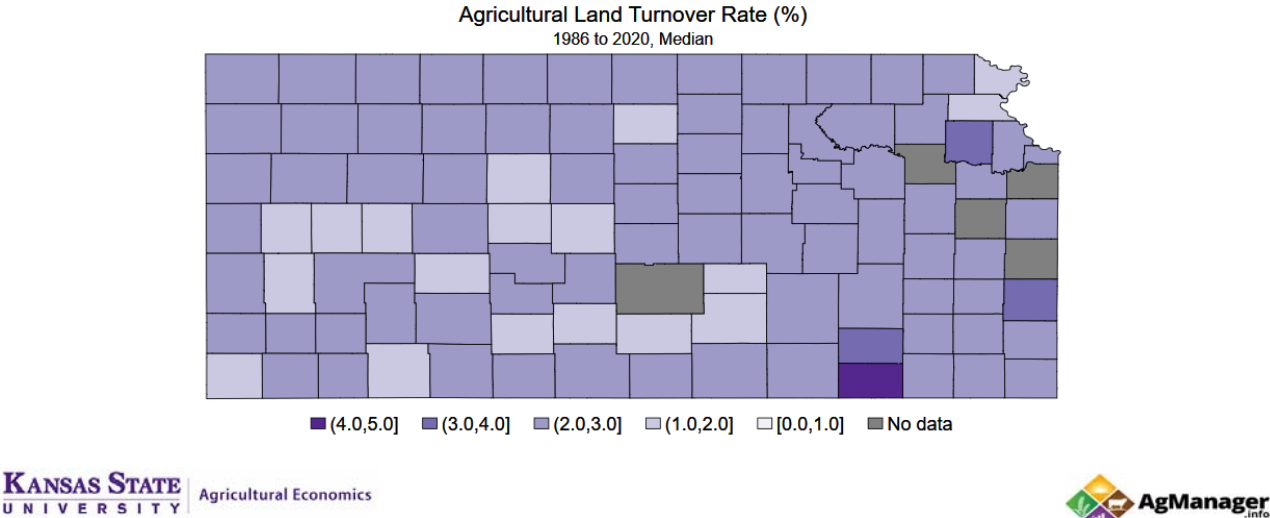 Agricultural Land Turnover Rate (%)
1986 to 2020, Median
(4.0,5.0] (3.0,4.0] (2.0,3.0] (1.0,2.0] [0.0,1.0] No data
KANSAS STATE
UNIVERSITY
Agricultural Economics
AgManager
.info